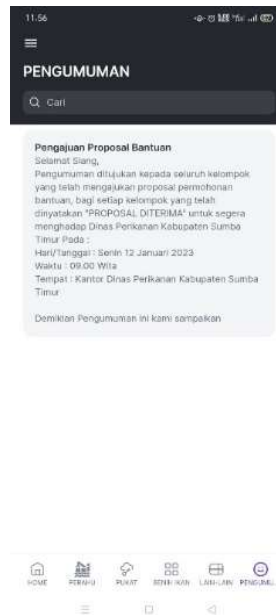 11.56
PENGUMUMAN
Cari
Pengajuan Proposal Bantuan
Selamat Siang,
Pengumuman ditujukan kepada seluruh kelompok
yang telah mengajukan proposal permohonan
bantuan, bagi setiap kelompok yang telah
dinyatakan "PROPOSAL DITERIMA" untuk segera
menghadap Dinas Perikanan Kabupaten Sumba
Timur Pada :
Hari/Tanggal : Senin 12 Januari 2023
Waktu : 09.00 Wita
Tempat : Kantor Dinas Perikanan Kabupaten Sumba
Timur
Demikian Pengumuman ini kami sampaikan
HOME PERAHU PUKAT BENIH IKAN LAIN-LAIN PENGUMU..